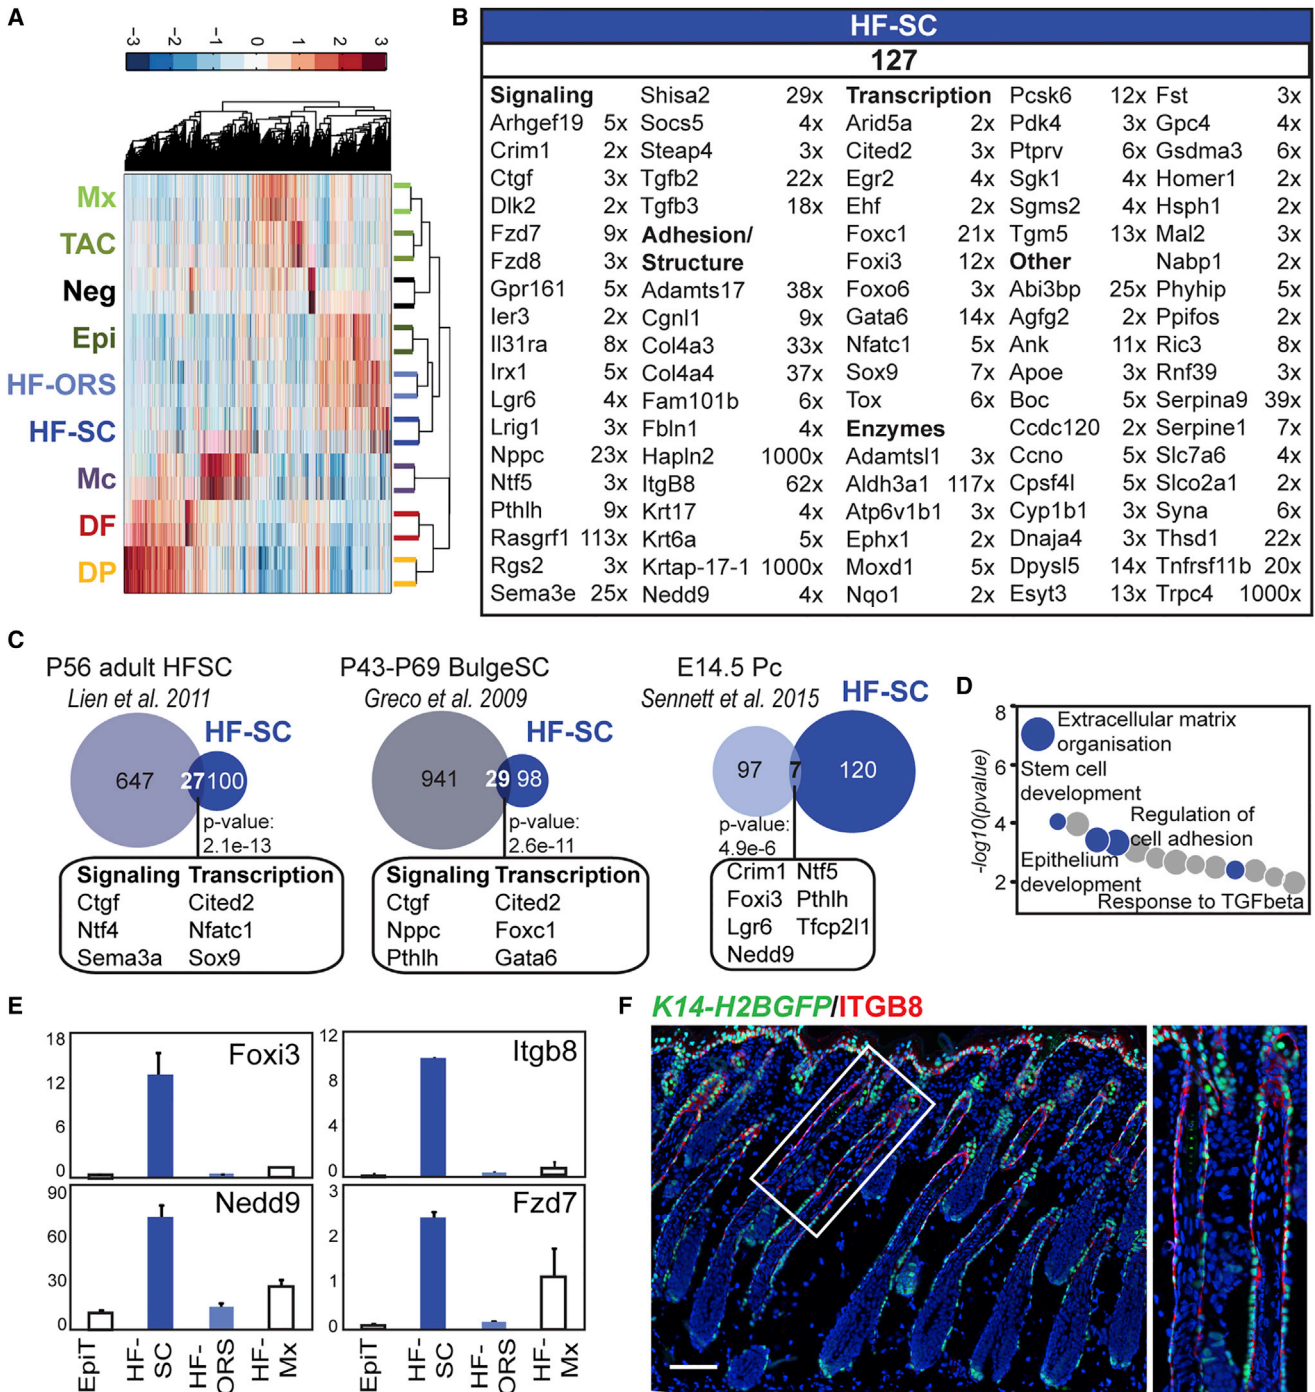 A
-3 -2 -1 0 1 2 3
Mx
TAC
Neg
Epi
HF-ORS
HF-SC
Mc
DF
DP
B
HF-SC
127
Signaling
Arhgef19 5x
Crim1 2x
Ctgf 3x
Dlk2 2x
Fzd7 9x
Fzd8 3x
Gpr161 5x
Ier3 2x
Il31ra 8x
Irx1 5x
Lgr6 4x
Lrig1 3x
Nppc 23x
Ntf5 3x
Pthlh 9x
Rasgrf1 113x
Rgs2 3x
Sema3e 25x
Shisa2 29x
Socs5 4x
Steap4 3x
Tgfb2 22x
Tgfb3 18x
Adhesion/
Structure
Adamts17 38x
Cgnl1 9x
Col4a3 33x
Col4a4 37x
Fam101b 6x
Fbln1 4x
Hapln2 1000x
ItgB8 62x
Krt17 4x
Krt6a 5x
Krtap-17-1 1000x
Nedd9 4x
Transcription
Arid5a 2x
Cited2 3x
Egr2 4x
Ehf 2x
Foxc1 21x
Foxi3 12x
Foxo6 3x
Gata6 14x
Nfatc1 5x
Sox9 7x
Tox 6x
Enzymes
Adamtsl1 3x
Aldh3a1 117x
Atp6v1b1 3x
Ephx1 2x
Moxd1 5x
Nqo1 2x
Pcsk6 12x
Pdk4 3x
Ptprv 6x
Sgk1 4x
Sgms2 4x
Tgm5 13x
Other
Abi3bp 25x
Agfg2 2x
Ank 11x
Apoe 3x
Boc 5x
Ccdc120 2x
Ccno 5x
Cpsf4l 5x
Cyp1b1 3x
Dnaja4 3x
Dpysl5 14x
Esyt3 13x
Fst 3x
Gpc4 4x
Gsdma3 6x
Homer1 2x
Hsph1 2x
Mal2 3x
Nabp1 2x
Phyhip 5x
Ppifos 2x
Ric3 8x
Rnf39 3x
Serpina9 39x
Serpine1 7x
Slc7a6 4x
Slco2a1 2x
Syna 6x
Thsd1 22x
Tnfrsf11b 20x
Trpc4 1000x
C
P56 adult HFSC
Lien et al. 2011
HF-SC
647 27 100
p-value:
2.1e-13
Signaling Transcription
Ctgf Cited2
Ntf4 Nfatc1
Sema3a Sox9
P43-P69 BulgeSC
Greco et al. 2009
HF-SC
941 29 98
p-value:
2.6e-11
Signaling Transcription
Ctgf Cited2
Nppc Foxc1
Pthlh Gata6
E14.5 Pc
Sennett et al. 2015
HF-SC
97 7 120
p-value:
4.9e-6
Crim1 Ntf5
Foxi3 Pthlh
Lgr6 Tfcp2l1
Nedd9
D
-log10(pvalue)
8
6
4
2
Extracellular matrix
organisation
Stem cell
development
Regulation of
cell adhesion
Epithelium
development
Response to TGFbeta
E
18
12
6
0
Foxi3
12
8
4
0
Itgb8
90
60
30
0
Nedd9
3
2
1
0
Fzd7
EpiT
HF-
SC
HF-
ORS
HF-
Mx
EpiT
HF-
SC
HF-
ORS
HF-
Mx
F
K14-H2BGFP/ITGB8